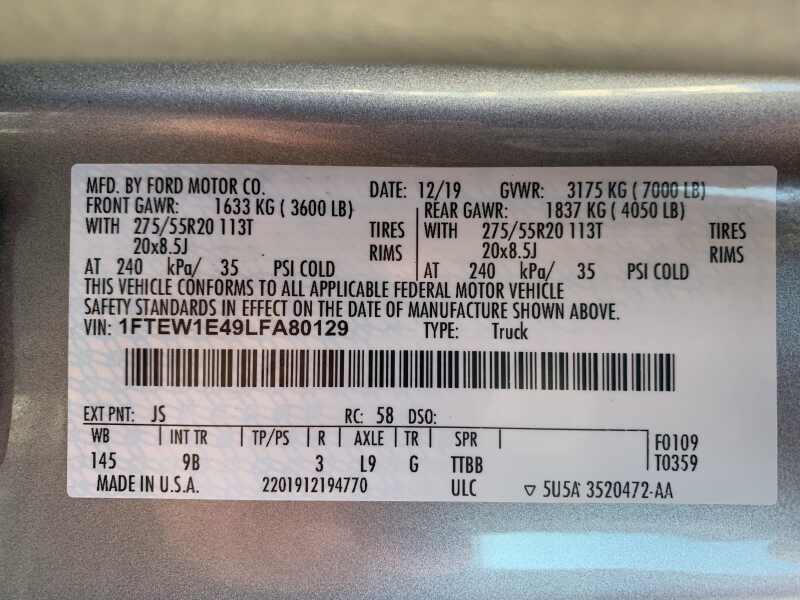 MFD. BY FORD MOTOR CO. DATE: 12/19 GVWR: 3175 KG ( 7000 LB)
FRONT GAWR: 1633 KG ( 3600 LB) REAR GAWR: 1837 KG ( 4050 LB)
WITH 275/55R20 113T TIRES WITH 275/55R20 113T TIRES
20x8.5J RIMS 20x8.5J RIMS
AT 240 kPa/ 35 PSI COLD AT 240 kPa/ 35 PSI COLD
THIS VEHICLE CONFORMS TO ALL APPLICABLE FEDERAL MOTOR VEHICLE
SAFETY STANDARDS IN EFFECT ON THE DATE OF MANUFACTURE SHOWN ABOVE.
VIN: 1FTEW1E49LFA80129 TYPE: Truck
EXT PNT: JS RC: 58 DSO:
WB INT TR TP/PS R AXLE TR SPR F0109
145 9B 3 L9 G TTBB T0359
MADE IN U.S.A. 2201912194770 ULC ▽ 5U5A 3520472-AA